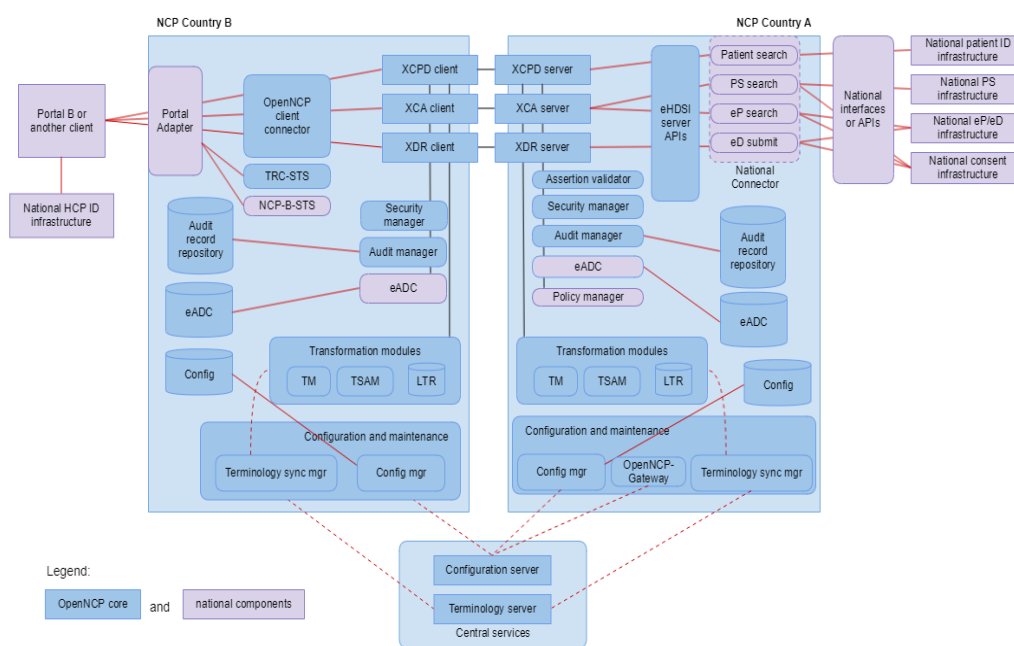 NCP Country B
NCP Country A
Portal B or
another client
National HCP ID
infrastructure
Portal
Adapter
OpenNCP
client
connector
TRC-STS
NCP-B-STS
XCPD client
XCA client
XDR client
Security
manager
Audit manager
eADC
Audit
record
repository
eADC
Config
Transformation modules
TM
TSAM
LTR
Configuration and maintenance
Terminology sync mgr
Config mgr
XCPD server
XCA server
XDR server
Assertion validator
Security manager
Audit manager
eADC
Policy manager
eHDSI
server
APIs
Patient search
PS search
eP search
eD submit
National
Connector
National
interfaces
or APIs
National patient ID
infrastructure
National PS
infrastructure
National eP/eD
infrastructure
National consent
infrastructure
Audit
record
repository
eADC
Config
Transformation modules
TM
TSAM
LTR
Configuration and maintenance
Config mgr
OpenNCP-
Gateway
Terminology sync mgr
Configuration server
Terminology server
Central services
Legend:
OpenNCP core
and
national components